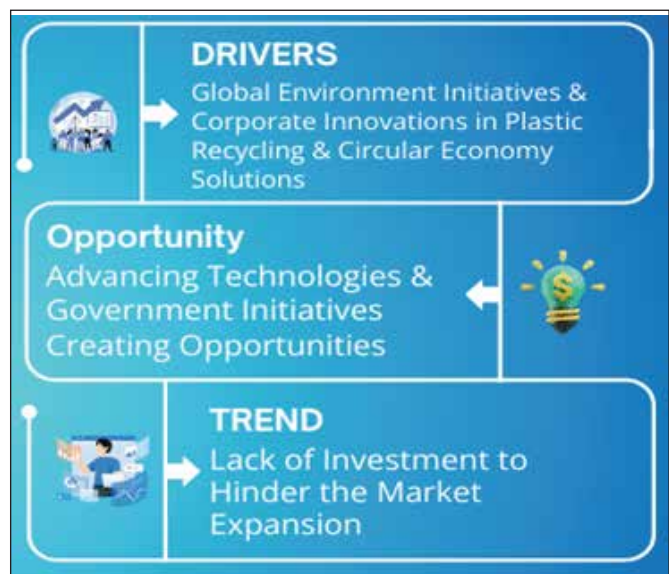 DRIVERS
Global Environment Initiatives &
Corporate Innovations in Plastic
Recycling & Circular Economy
Solutions
Opportunity
Advancing Technologies &
Government Initiatives
Creating Opportunities
$
TREND
Lack of Investment to
Hinder the Market
Expansion